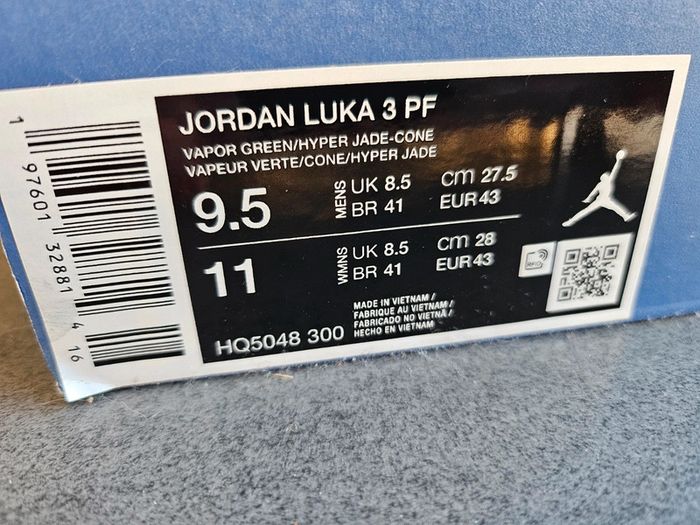 JORDAN LUKA 3 PF
VAPOR GREEN/HYPER JADE-CONE
VAPEUR VERTE/CONE/HYPER JADE
9.5
MENS
UK 8.5
BR 41
cm 27.5
EUR 43
11
WMNS
UK 8.5
BR 41
cm 28
EUR 43
RFID
MADE IN VIETNAM /
FABRIQUE AU VIETNAM /
FABRICADO NO VIETNÃ /
HECHO EN VIETNAM
HQ5048 300
1 97601 32881 4 16